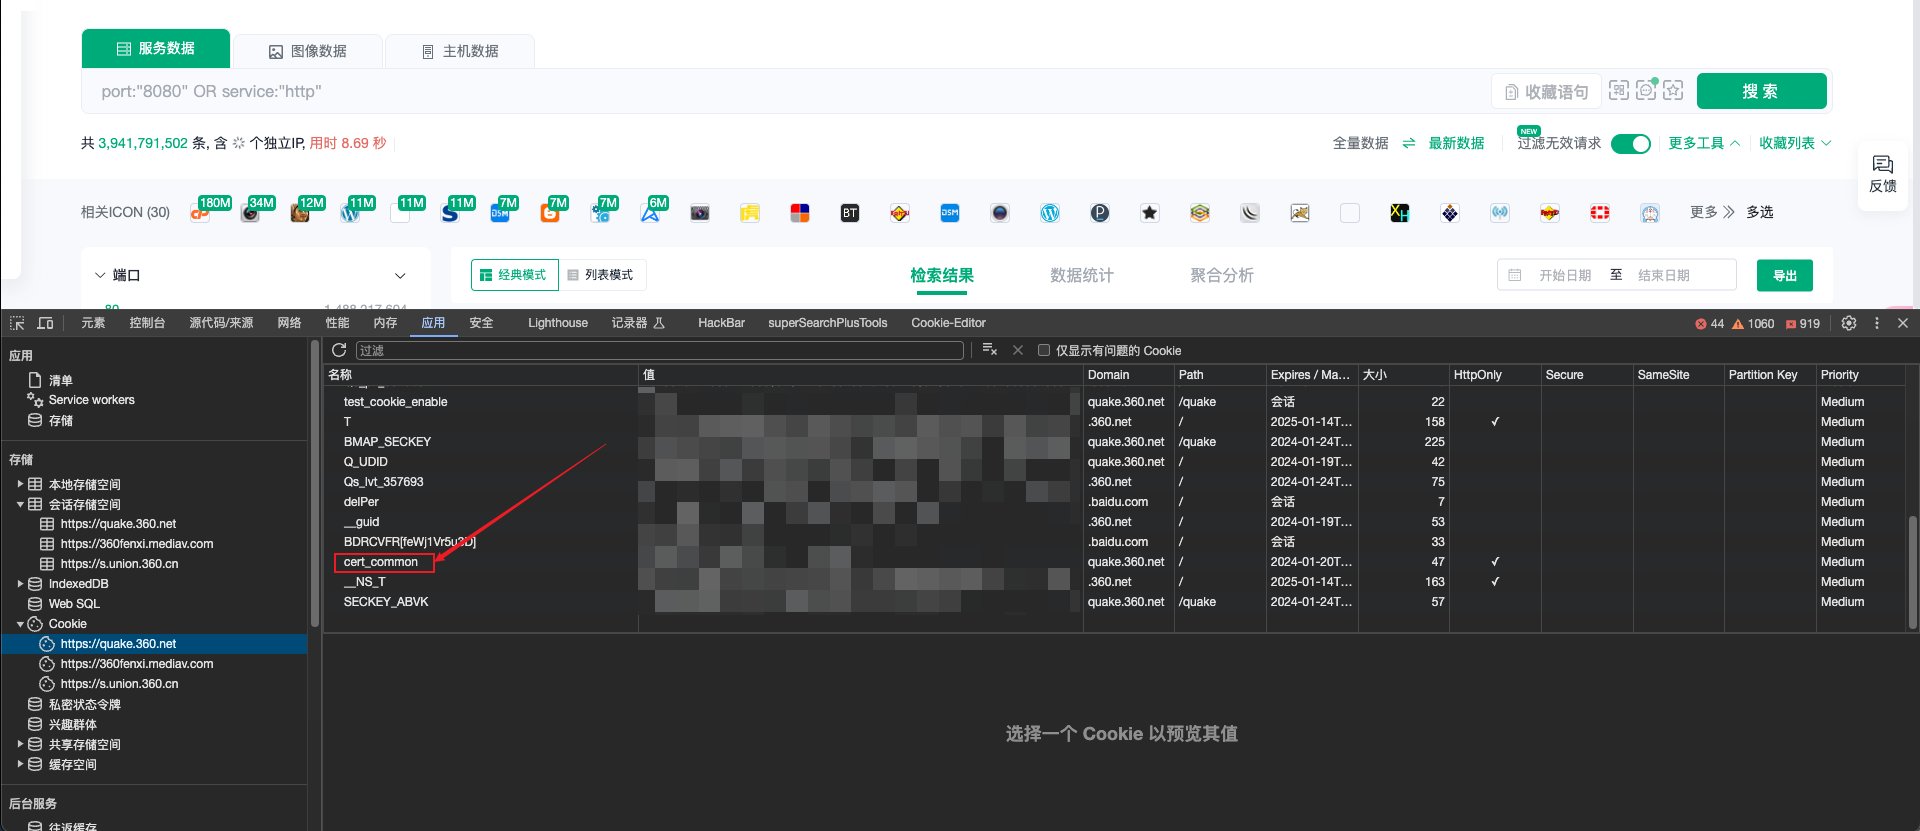 服务数据 图像数据 主机数据
port:"8080" OR service:"http" 收藏语句 搜 索
共 3,941,791,502 条, 含 个独立IP, 用时 8.69 秒 全量数据 最新数据 NEW 过滤无效请求 更多工具 收藏列表
反馈
相关ICON (30) 180M 34M 12M 11M 11M 11M 7M 7M 7M 6M 更多 多选
端口 经典模式 列表模式 检索结果 数据统计 聚合分析 开始日期 至 结束日期 导出
80 1,488,217,694
元素 控制台 源代码/来源 网络 性能 内存 应用 安全 Lighthouse 记录器 HackBar superSearchPlusTools Cookie-Editor 44 1060 919
应用
清单
Service workers
存储
存储
本地存储空间
会话存储空间
https://quake.360.net
https://360fenxi.mediav.com
https://s.union.360.cn
IndexedDB
Web SQL
Cookie
https://quake.360.net
https://360fenxi.mediav.com
https://s.union.360.cn
私密状态令牌
兴趣群体
共享存储空间
缓存空间
后台服务
往返缓存
过滤 仅显示有问题的 Cookie
名称 值 Domain Path Expires / Ma... 大小 HttpOnly Secure SameSite Partition Key Priority
test_cookie_enable quake.360.net /quake 会话 22 Medium
T .360.net / 2025-01-14T... 158 ✓ Medium
BMAP_SECKEY quake.360.net /quake 2024-01-24T... 225 Medium
Q_UDID quake.360.net / 2024-01-19T... 42 Medium
Qs_lvt_357693 .360.net / 2024-01-24T... 75 Medium
delPer .baidu.com / 会话 7 Medium
__guid .360.net / 2024-01-19T... 53 Medium
BDRCVFR[feWj1Vr5u3D] .baidu.com / 会话 33 Medium
cert_common quake.360.net / 2024-01-20T... 47 ✓ Medium
__NS_T .360.net / 2025-01-14T... 163 ✓ Medium
SECKEY_ABVK quake.360.net /quake 2024-01-24T... 57 Medium
选择一个 Cookie 以预览其值